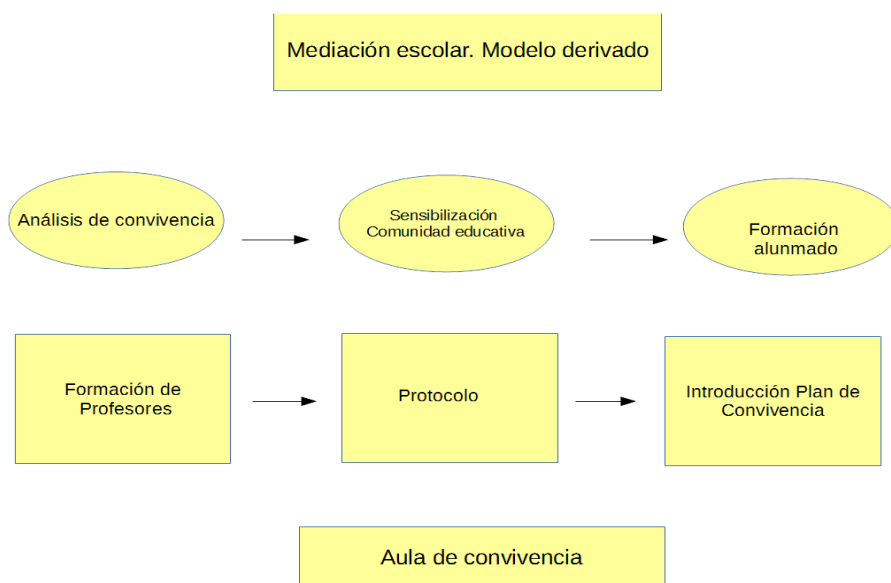 Mediación escolar. Modelo derivado
Análisis de convivencia
Sensibilización
Comunidad educativa
Formación
alunmado
Formación de
Profesores
Protocolo
Introducción Plan de
Convivencia
Aula de convivencia